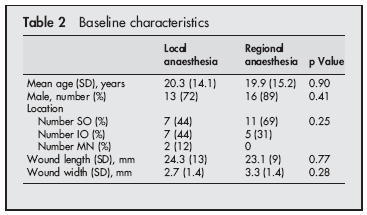 Table 2 Baseline characteristics
Local anaesthesia Regional anaesthesia p Value
Mean age (SD), years 20.3 (14.1) 19.9 (15.2) 0.90
Male, number (%) 13 (72) 16 (89) 0.41
Location
Number SO (%) 7 (44) 11 (69) 0.25
Number IO (%) 7 (44) 5 (31)
Number MN (%) 2 (12) 0
Wound length (SD), mm 24.3 (13) 23.1 (9) 0.77
Wound width (SD), mm 2.7 (1.4) 3.3 (1.4) 0.28